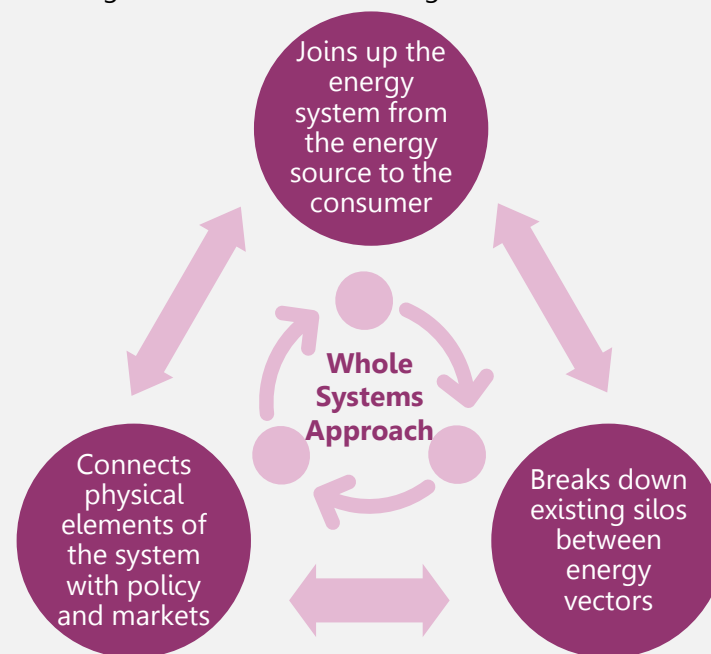 Joins up the
energy
system from
the energy
source to the
consumer
Whole
Systems
Approach
Connects
physical
elements of
the system
with policy
and markets
Breaks down
existing silos
between
energy
vectors